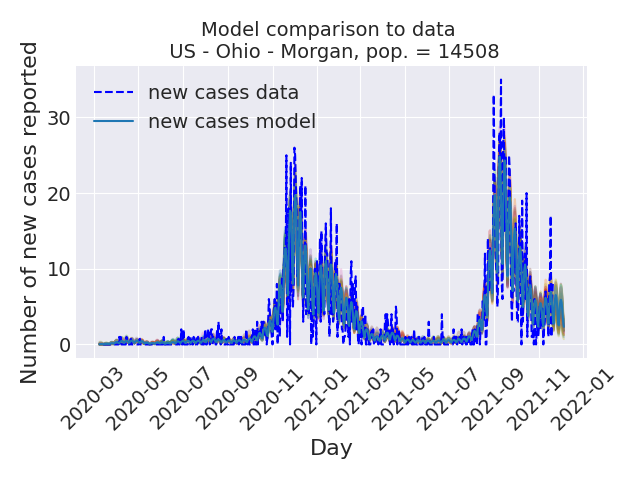 Model comparison to data
US - Ohio - Morgan, pop. = 14508
Number of new cases reported
new cases data
new cases model
30
20
10
0
2020-03
2020-05
2020-07
2020-09
2020-11
2021-01
2021-03
2021-05
2021-07
2021-09
2021-11
2022-01
Day